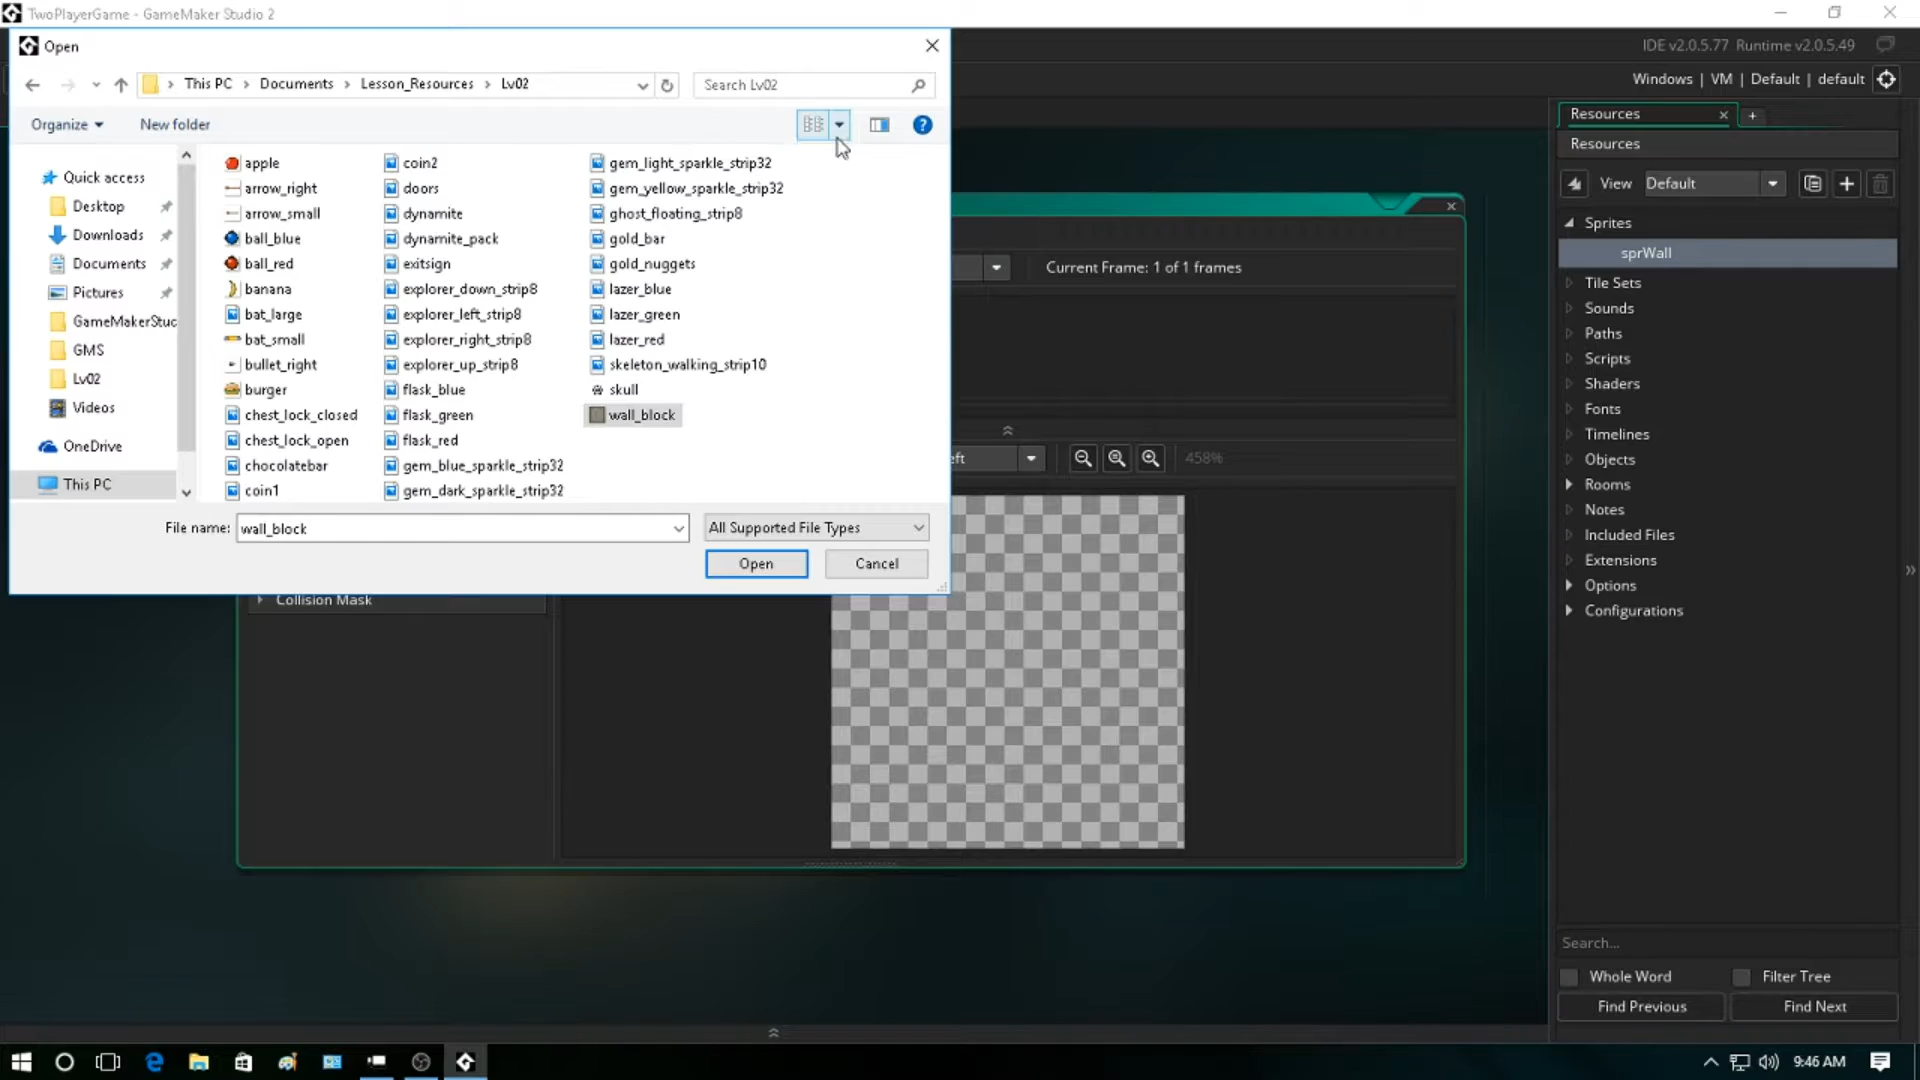 TwoPlayerGame - GameMaker Studio 2
Open
IDE v2.0.5.77 Runtime v2.0.5.49
This PC > Documents > Lesson_Resources > Lv02
Search Lv02
Windows | VM | Default | default
Organize
New folder
Resources
Resources
View Default
Quick access
Desktop
Downloads
Documents
Pictures
GameMakerStuc
GMS
Lv02
Videos
OneDrive
This PC
apple
arrow_right
arrow_small
ball_blue
ball_red
banana
bat_large
bat_small
bullet_right
burger
chest_lock_closed
chest_lock_open
chocolatebar
coin1
coin2
doors
dynamite
dynamite_pack
exitsign
explorer_down_strip8
explorer_left_strip8
explorer_right_strip8
explorer_up_strip8
flask_blue
flask_green
flask_red
gem_blue_sparkle_strip32
gem_dark_sparkle_strip32
gem_light_sparkle_strip32
gem_yellow_sparkle_strip32
ghost_floating_strip8
gold_bar
gold_nuggets
lazer_blue
lazer_green
lazer_red
skeleton_walking_strip10
skull
wall_block
File name: wall_block
All Supported File Types
Open
Cancel
Current Frame: 1 of 1 frames
eft
458%
Collision Mask
Sprites
sprWall
Tile Sets
Sounds
Paths
Scripts
Shaders
Fonts
Timelines
Objects
Rooms
Notes
Included Files
Extensions
Options
Configurations
Search...
Whole Word
Filter Tree
Find Previous
Find Next
9:46 AM